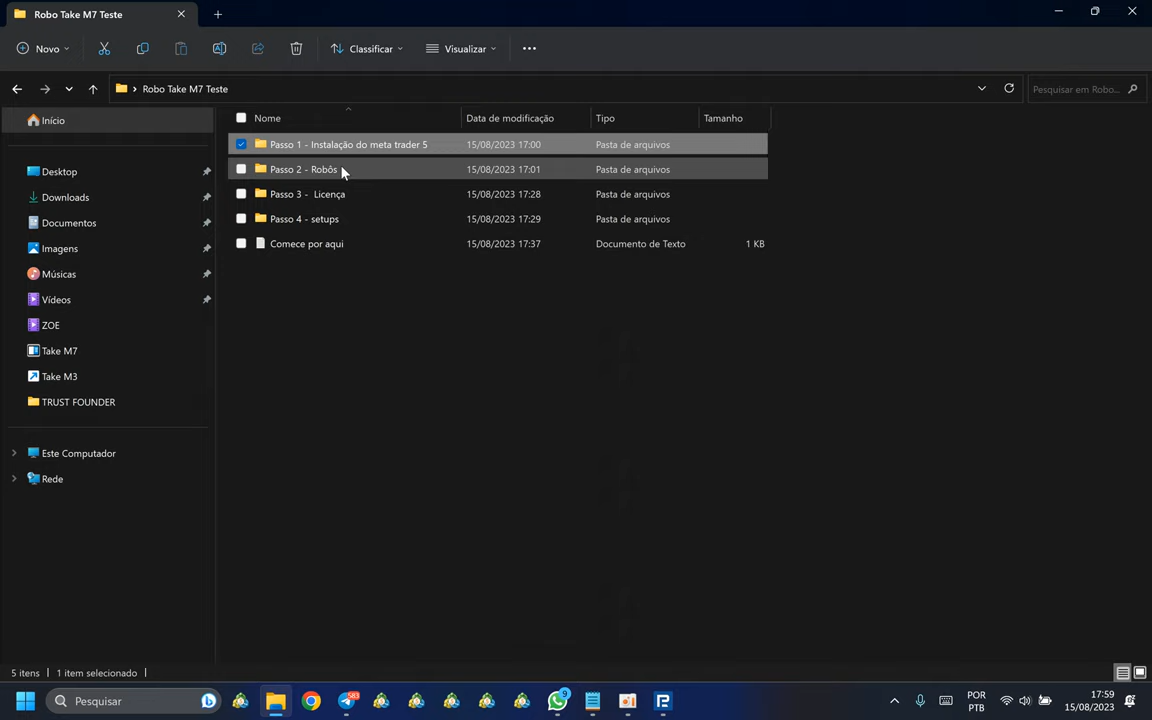 Robo Take M7 Teste
Novo
Classificar
Visualizar
Robo Take M7 Teste
Pesquisar em Robo...
Início
Nome
Data de modificação
Tipo
Tamanho
Passo 1 - Instalação do meta trader 5
15/08/2023 17:00
Pasta de arquivos
Passo 2 - Robôs
15/08/2023 17:01
Pasta de arquivos
Passo 3 -  Licença
15/08/2023 17:28
Pasta de arquivos
Passo 4 - setups
15/08/2023 17:29
Pasta de arquivos
Comece por aqui
15/08/2023 17:37
Documento de Texto
1 KB
Desktop
Downloads
Documentos
Imagens
Músicas
Vídeos
ZOE
Take M7
Take M3
TRUST FOUNDER
Este Computador
Rede
5 itens
1 item selecionado
Pesquisar
583
9
POR
PTB
17:59
15/08/2023